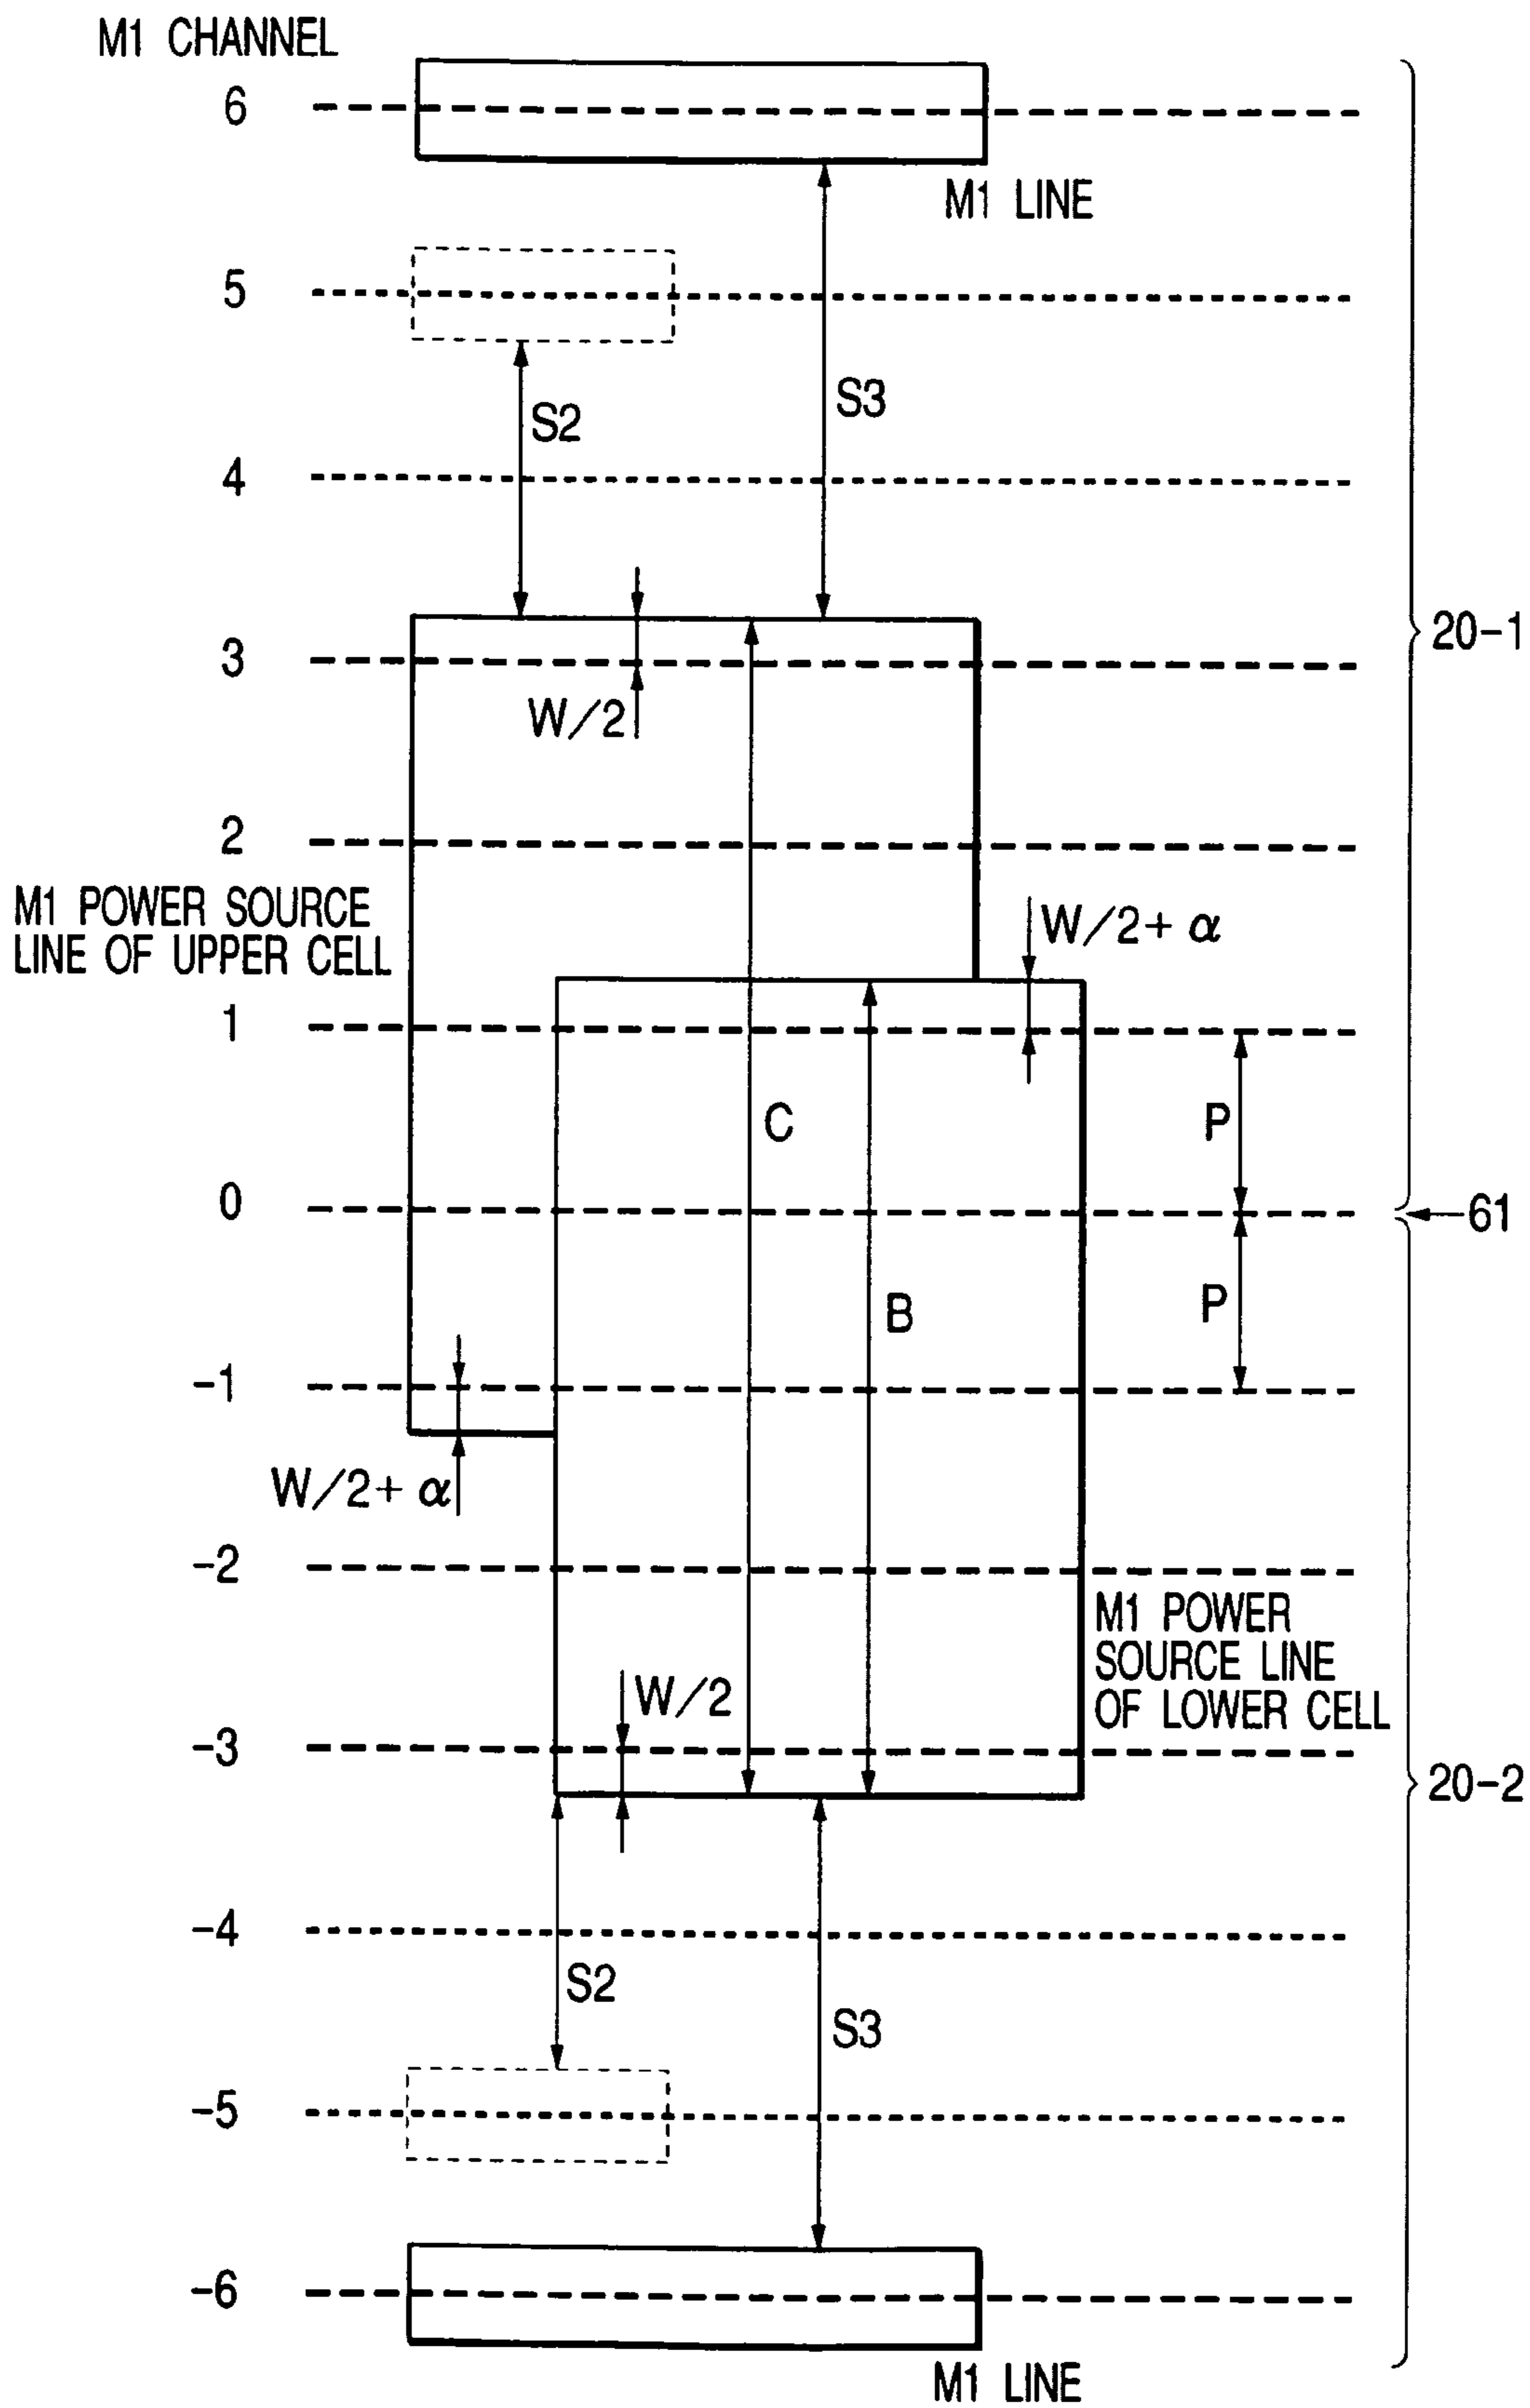 M1 CHANNEL
6
M1 LINE
5
S3
S2
4
3
20-1
W/2
2
M1 POWER SOURCE
LINE OF UPPER CELL
W/2+ α
1
C
P
0
61
B
P
-1
W/2+ α
-2
M1 POWER
SOURCE LINE
OF LOWER CELL
W/2
-3
20-2
-4
S2
S3
-5
-6
M1 LINE